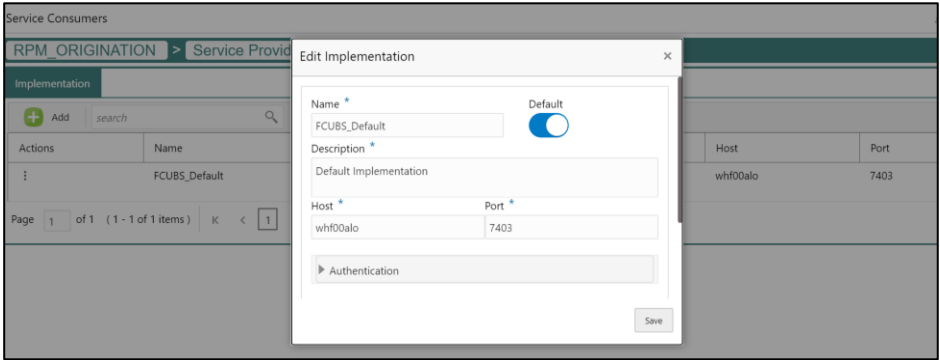 Service Consumers
RPM_ORIGINATION > Service Provid
Edit Implementation ×
Implementation
Name * Default
Add search
FCUBS_Default
Description *
Actions Name Host Port
Default Implementation
FCUBS_Default whf00alo 7403
Host * Port *
Page 1 of 1 (1 - 1 of 1 items) K < 1
whf00alo 7403
Authentication
Save